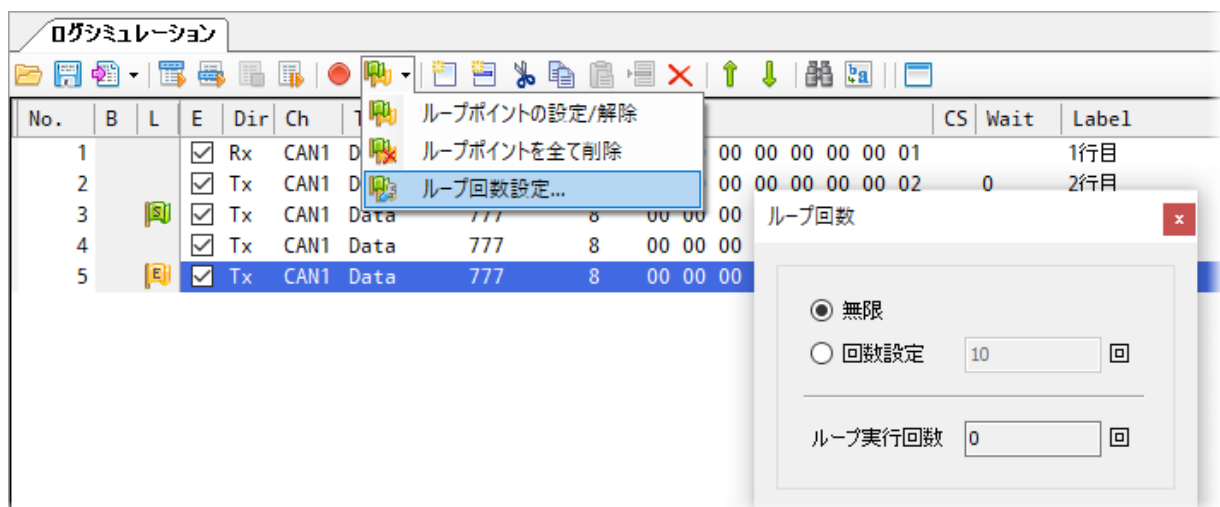 ログシミュレーション
No. B L E Dir Ch CS Wait Label
ループポイントの設定/解除
ループポイントを全て削除
ループ回数設定...
1 Rx CAN1 D 00 00 00 00 00 01 1行目
2 Tx CAN1 D 00 00 00 00 00 02 0 2行目
3 S Tx CAN1 Data 777 8 00 00 00
4 Tx CAN1 Data 777 8 00 00 00
5 E Tx CAN1 Data 777 8 00 00 00
ループ回数
x
無限
回数設定 10 回
ループ実行回数 0 回